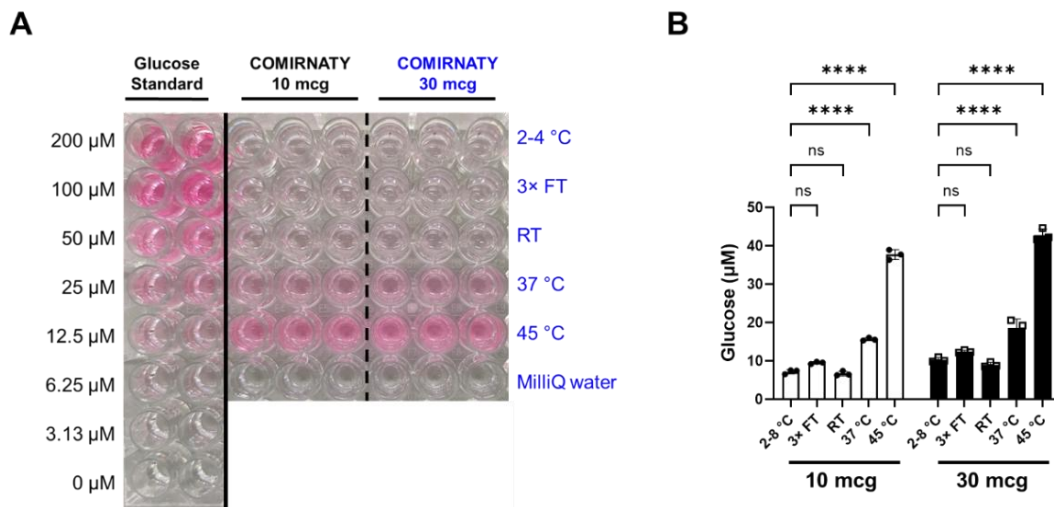 A
Glucose
Standard
COMIRNATY
10 mcg
COMIRNATY
30 mcg
200 µM
100 µM
50 µM
25 µM
12.5 µM
6.25 µM
3.13 µM
0 µM
2-4 °C
3× FT
RT
37 °C
45 °C
MilliQ water
B
**** ****
**** ****
ns ns
ns ns
Glucose (µM)
50
40
30
20
10
0
2-8 °C 3× FT RT 37 °C 45 °C 2-8 °C 3× FT RT 37 °C 45 °C
10 mcg 30 mcg